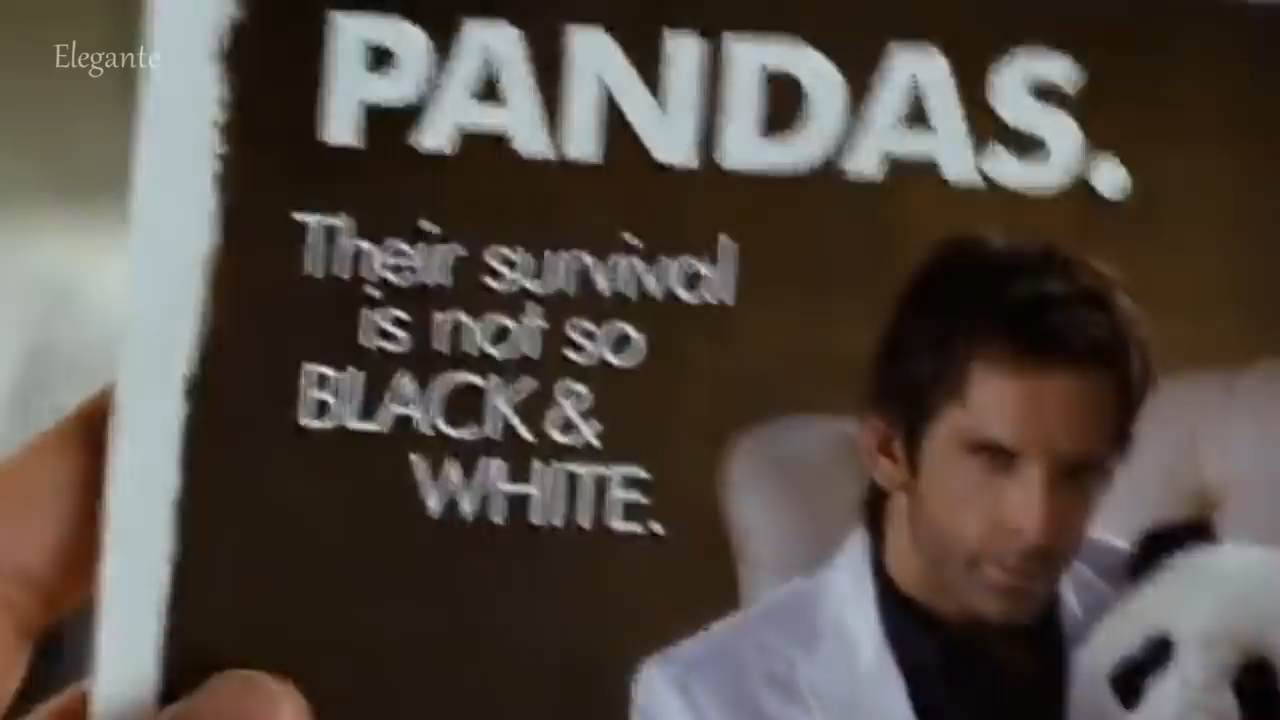 Elegante
PANDAS.
Their survival
is not so
BLACK &
WHITE.